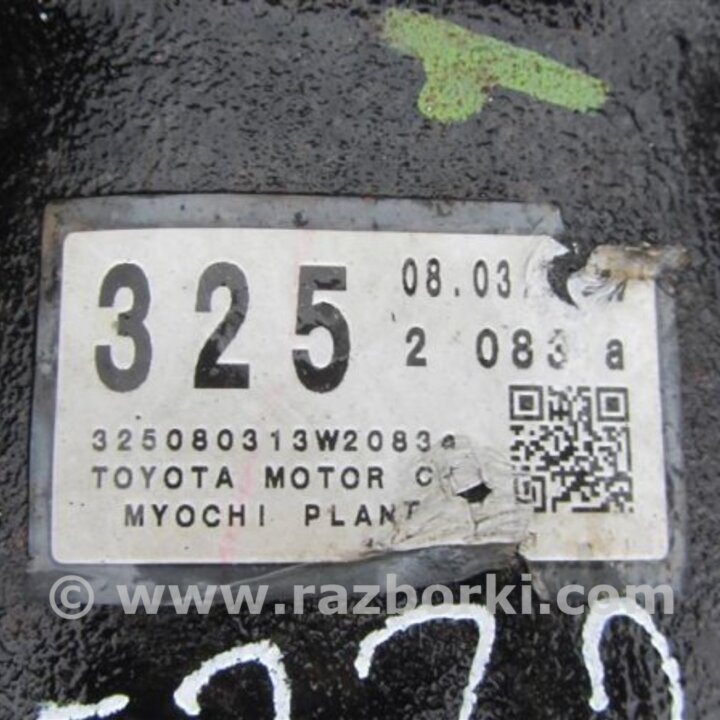 325
08.03
2 083 a
325080313W2083a
TOYOTA MOTOR
MYOCHI PLANT
© www.razborki.com